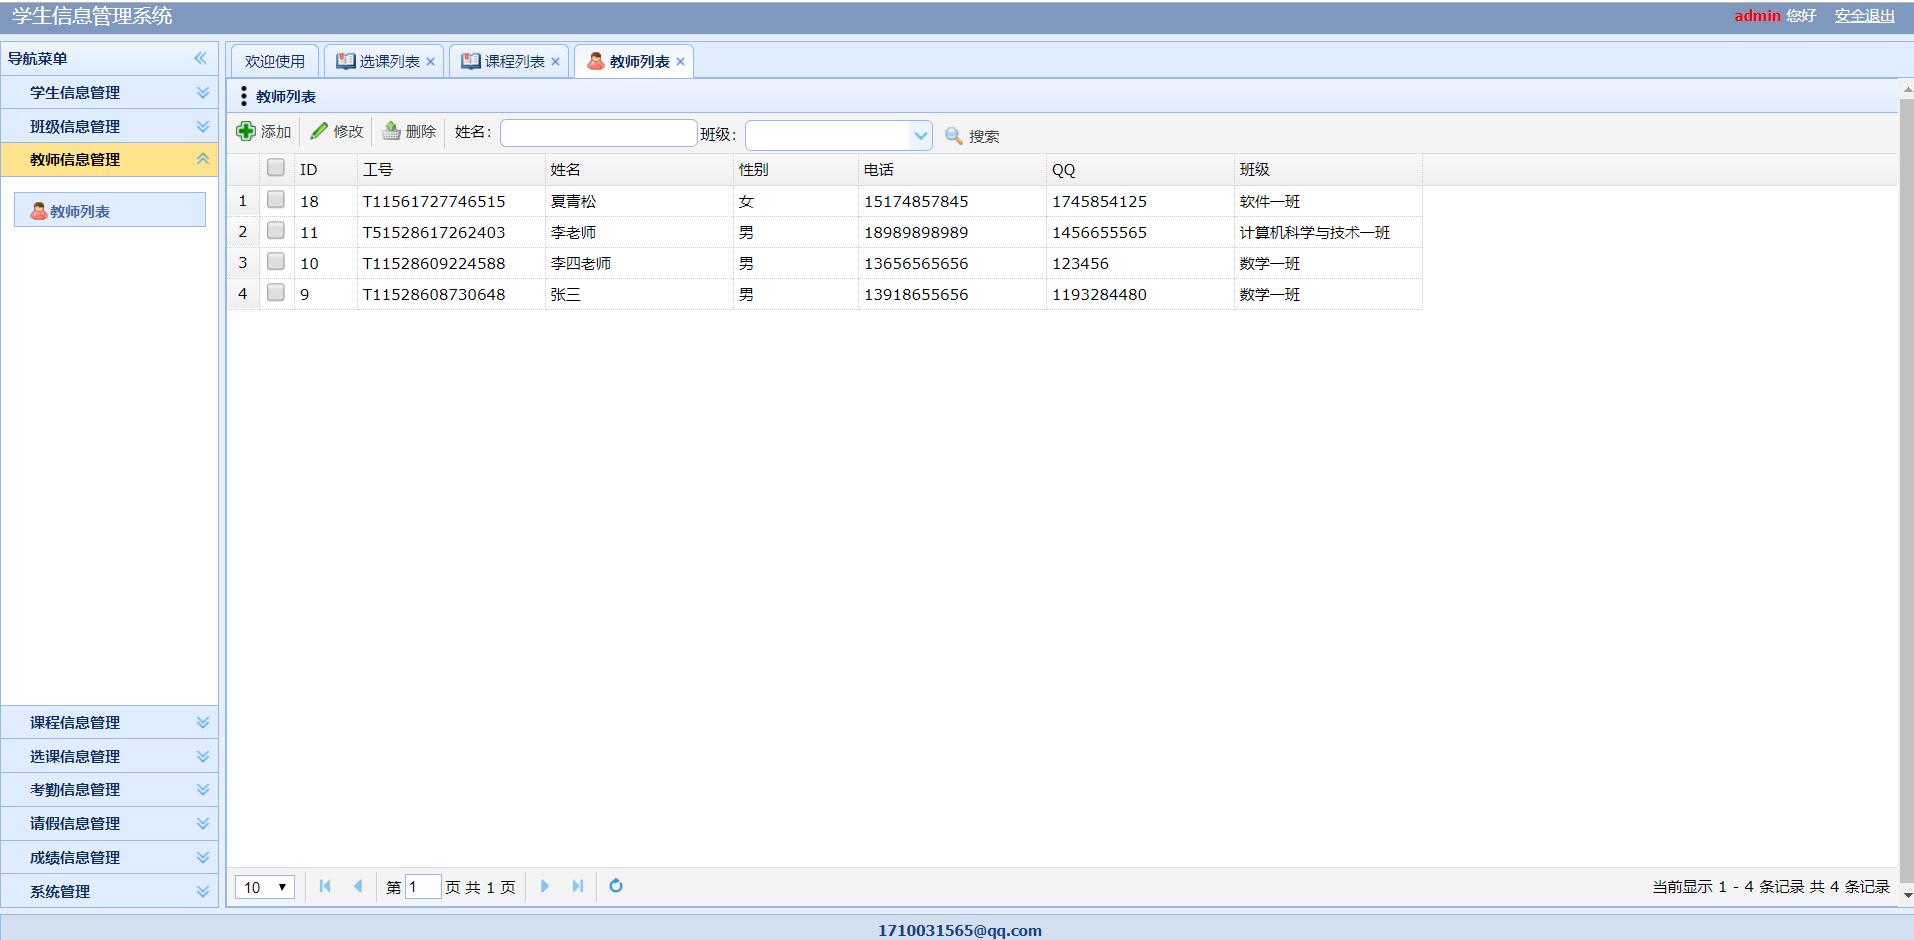 学生信息管理系统
admin 您好 安全退出
导航菜单
学生信息管理
班级信息管理
教师信息管理
教师列表
课程信息管理
选课信息管理
考勤信息管理
请假信息管理
成绩信息管理
系统管理
欢迎使用 选课列表 课程列表 教师列表
教师列表
添加 修改 删除 姓名: 班级: 搜索
ID 工号 姓名 性别 电话 QQ 班级
1 18 T11561727746515 夏青松 女 15174857845 1745854125 软件一班
2 11 T51528617262403 李老师 男 18989898989 1456655565 计算机科学与技术一班
3 10 T11528609224588 李四老师 男 13656565656 123456 数学一班
4 9 T11528608730648 张三 男 13918655656 1193284480 数学一班
10 第 1 页 共 1 页 当前显示 1 - 4 条记录 共 4 条记录
1710031565@qq.com